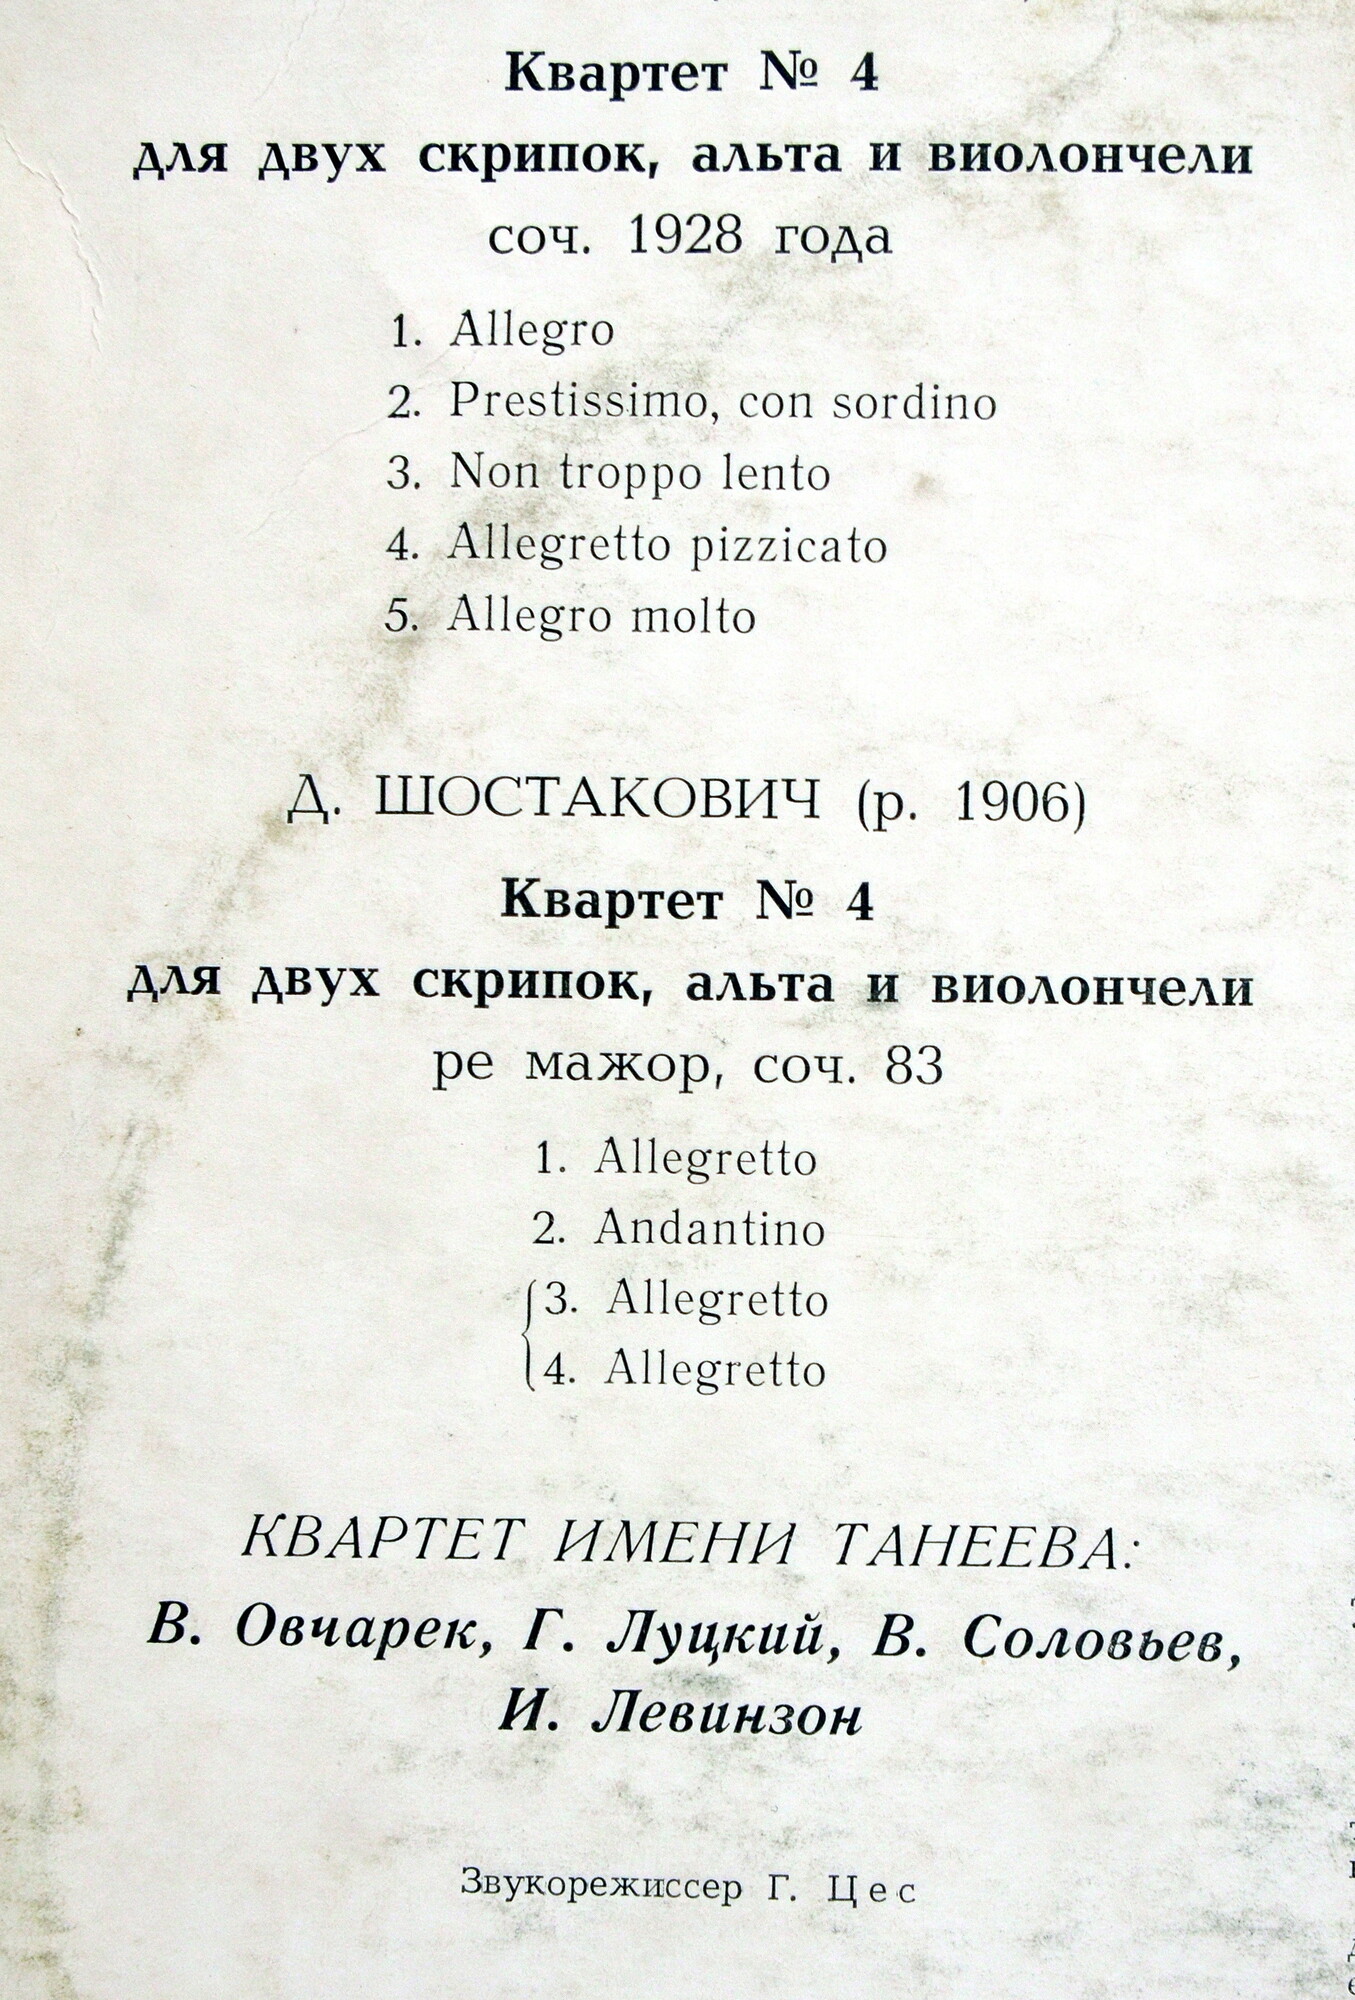 Квартет № 4
для двух скрипок, альта и виолончели
соч. 1928 года
1. Allegro
2. Prestissimo, con sordino
3. Non troppo lento
4. Allegretto pizzicato
5. Allegro molto
Д. ШОСТАКОВИЧ (р. 1906)
Квартет № 4
для двух скрипок, альта и виолончели
ре мажор, соч. 83
1. Allegretto
2. Andantino
3. Allegretto
4. Allegretto
КВАРТЕТ ИМЕНИ ТАНЕЕВА:
В. Овчарек, Г. Луцкий, В. Соловьев,
И. Левинзон
Звукорежиссер Г. Цес